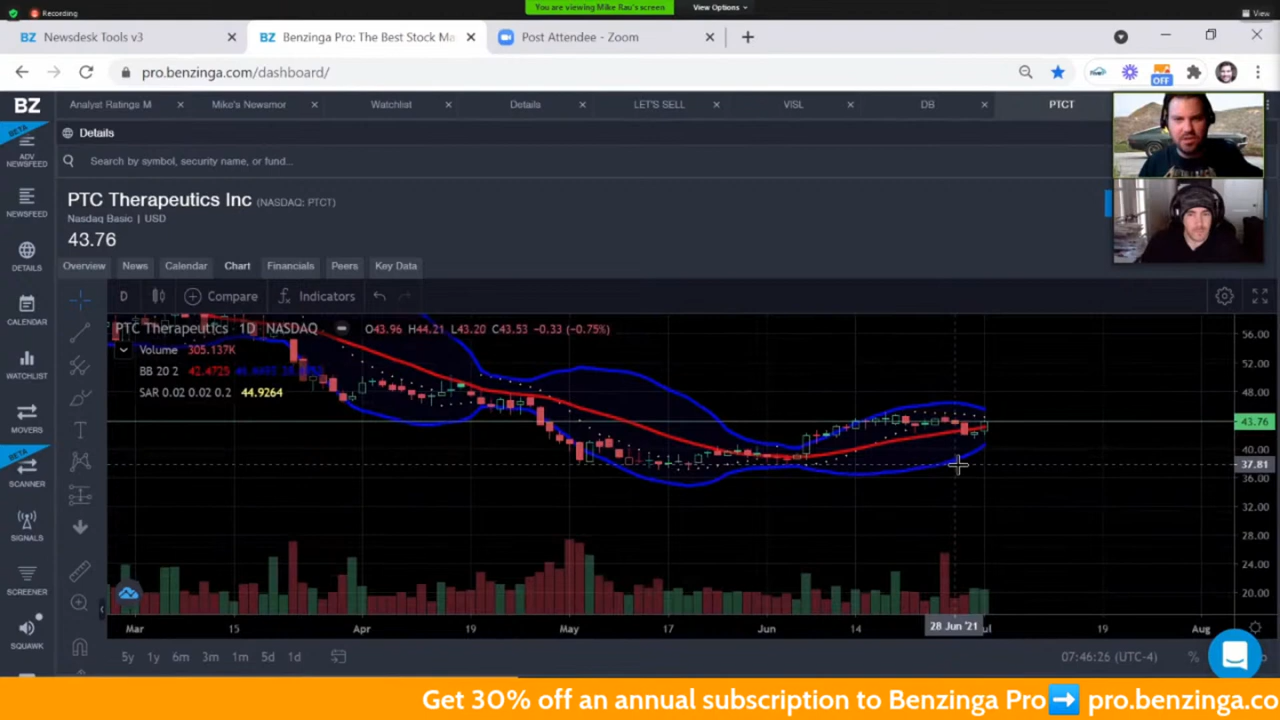 Recording
You are viewing Mike Rau's screen
View Options
View
BZ Newsdesk Tools v3
BZ Benzinga Pro: The Best Stock Ma
Post Attendee - Zoom
pro.benzinga.com/dashboard/
OFF
BZ
Analyst Ratings M
Mike's Newsmor
Watchlist
Details
LET'S SELL
VISL
DB
PTCT
BETA
ADV
NEWSFEED
NEWSFEED
DETAILS
CALENDAR
WATCHLIST
MOVERS
BETA
SCANNER
SIGNALS
SCREENER
SQUAWK
Details
Search by symbol, security name, or fund...
PTC Therapeutics Inc (NASDAQ: PTCT)
Nasdaq Basic | USD
43.76
Overview News Calendar Chart Financials Peers Key Data
D Compare Indicators
PTC Therapeutics · 1D NASDAQ O43.96 H44.21 L43.20 C43.53 -0.33 (-0.75%)
Volume 305.137K
BB 20 2 42.4725
SAR 0.02 0.02 0.2 44.9264
56.00
52.00
48.00
43.76
40.00
37.81
36.00
32.00
28.00
24.00
20.00
Mar 15 Apr 19 May 17 Jun 14 28 Jun '21 ul 19 Aug
5y 1y 6m 3m 1m 5d 1d
07:46:26 (UTC-4) %
Get 30% off an annual subscription to Benzinga Pro➡ pro.benzinga.co